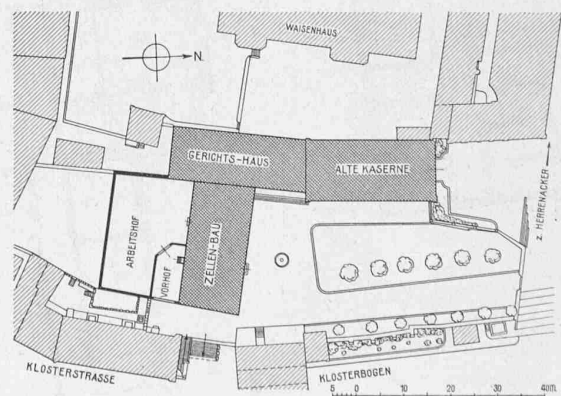 WAISENHAUS
N.
GERICHTS-HAUS
ALTE KASERNE
z. HERRENACKER
ARBEITSHOF
VORHOF
ZELLEN-BAU
KLOSTERSTRASSE
KLOSTERBOGEN
5 0 10 20 30 40m.